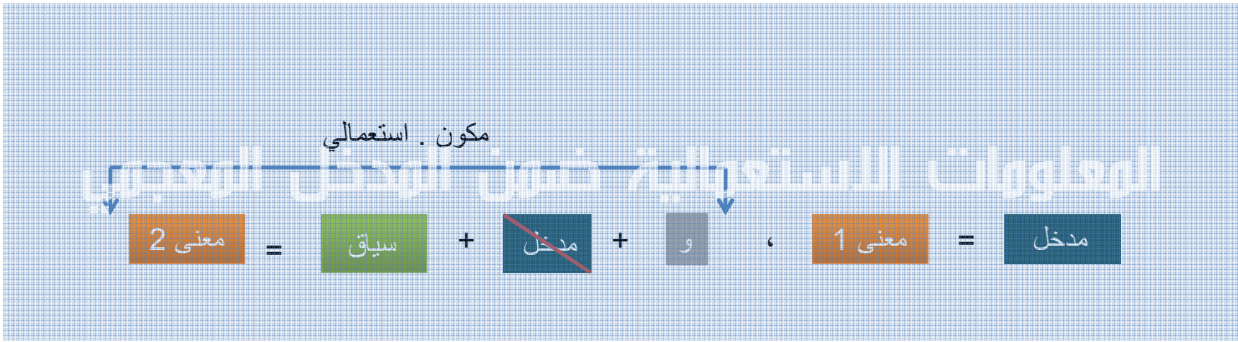 مكون . استعمالي
المعلومات الاستعمالية ضمن المدخل المعجمي
مدخل = معنى 1 ، و + مدخل + سياق = معنى 2